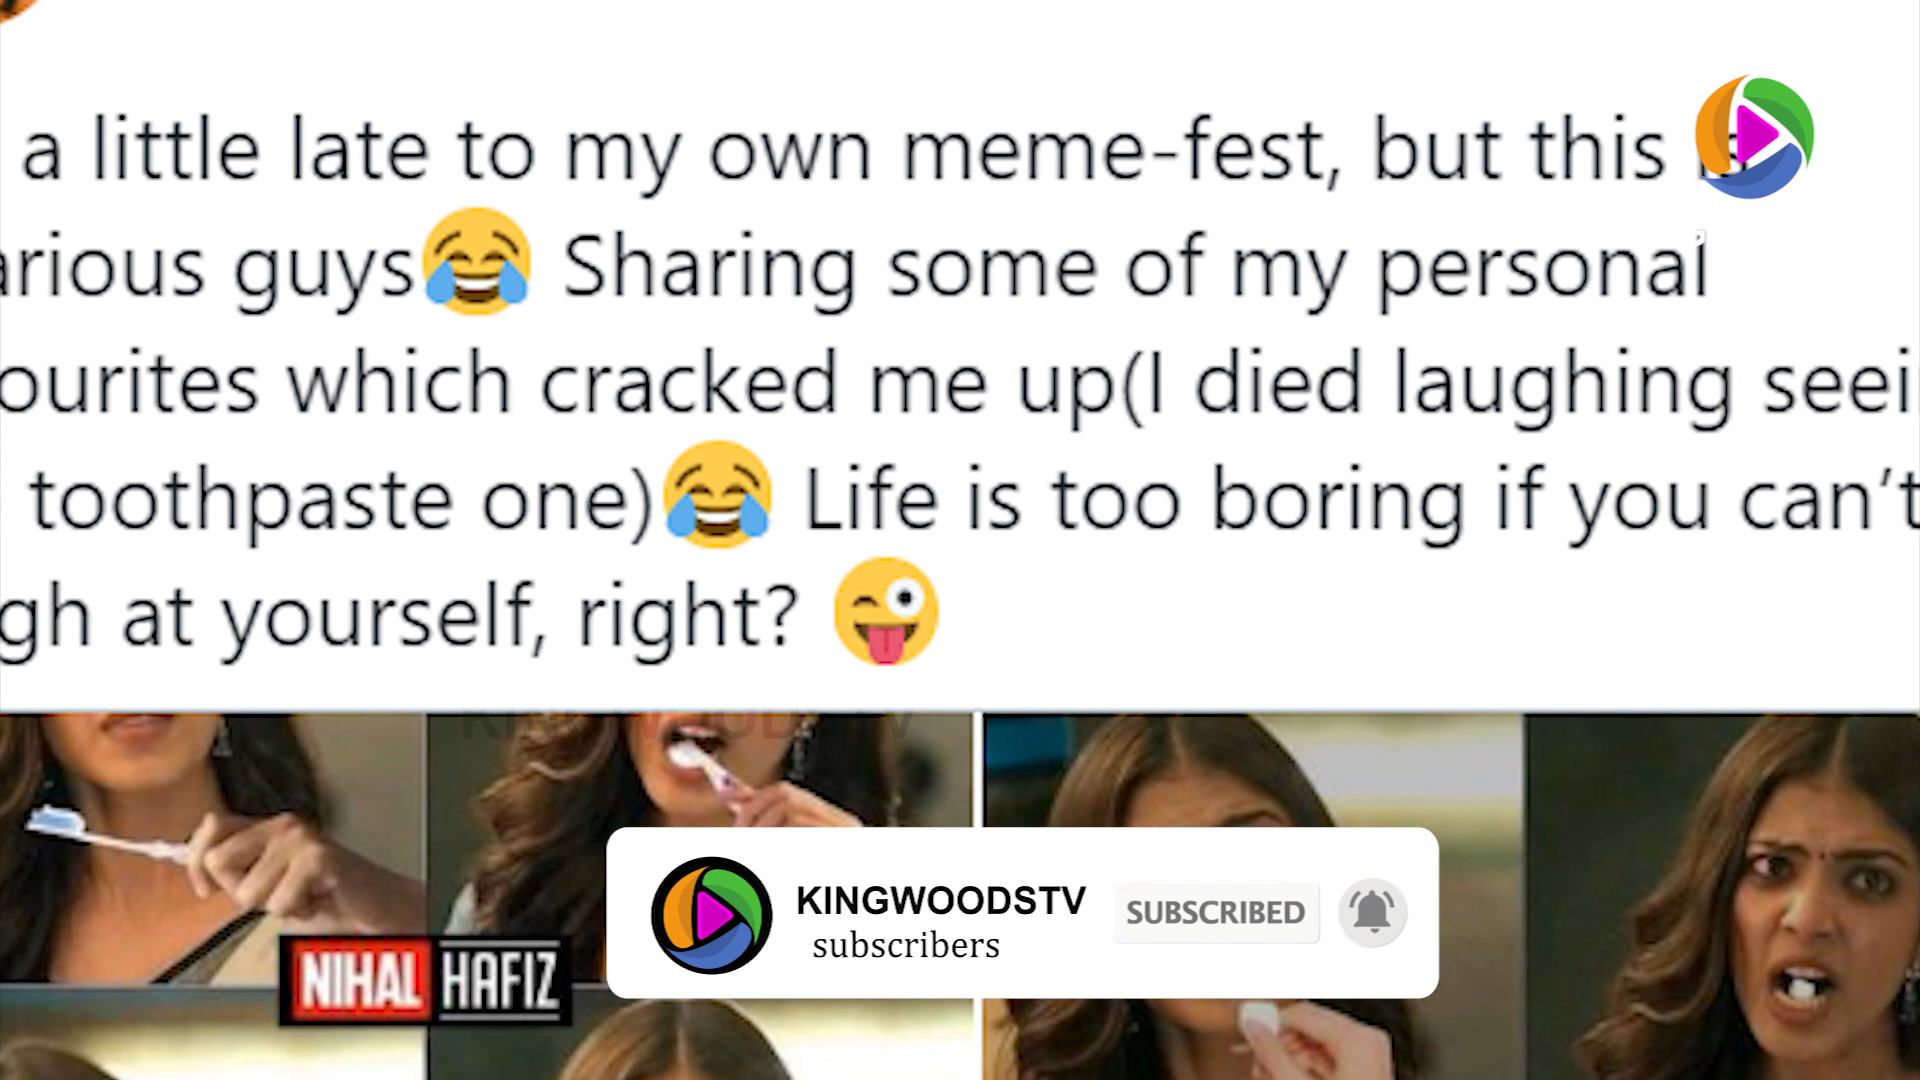 a little late to my own meme-fest, but this is
arious guys😂 Sharing some of my personal
ourites which cracked me up(I died laughing seei
toothpaste one)😂 Life is too boring if you can’t
gh at yourself, right? 😜
KINGWOODSTV
KINGWOODSTV
subscribers
SUBSCRIBED
NIHAL HAFIZ